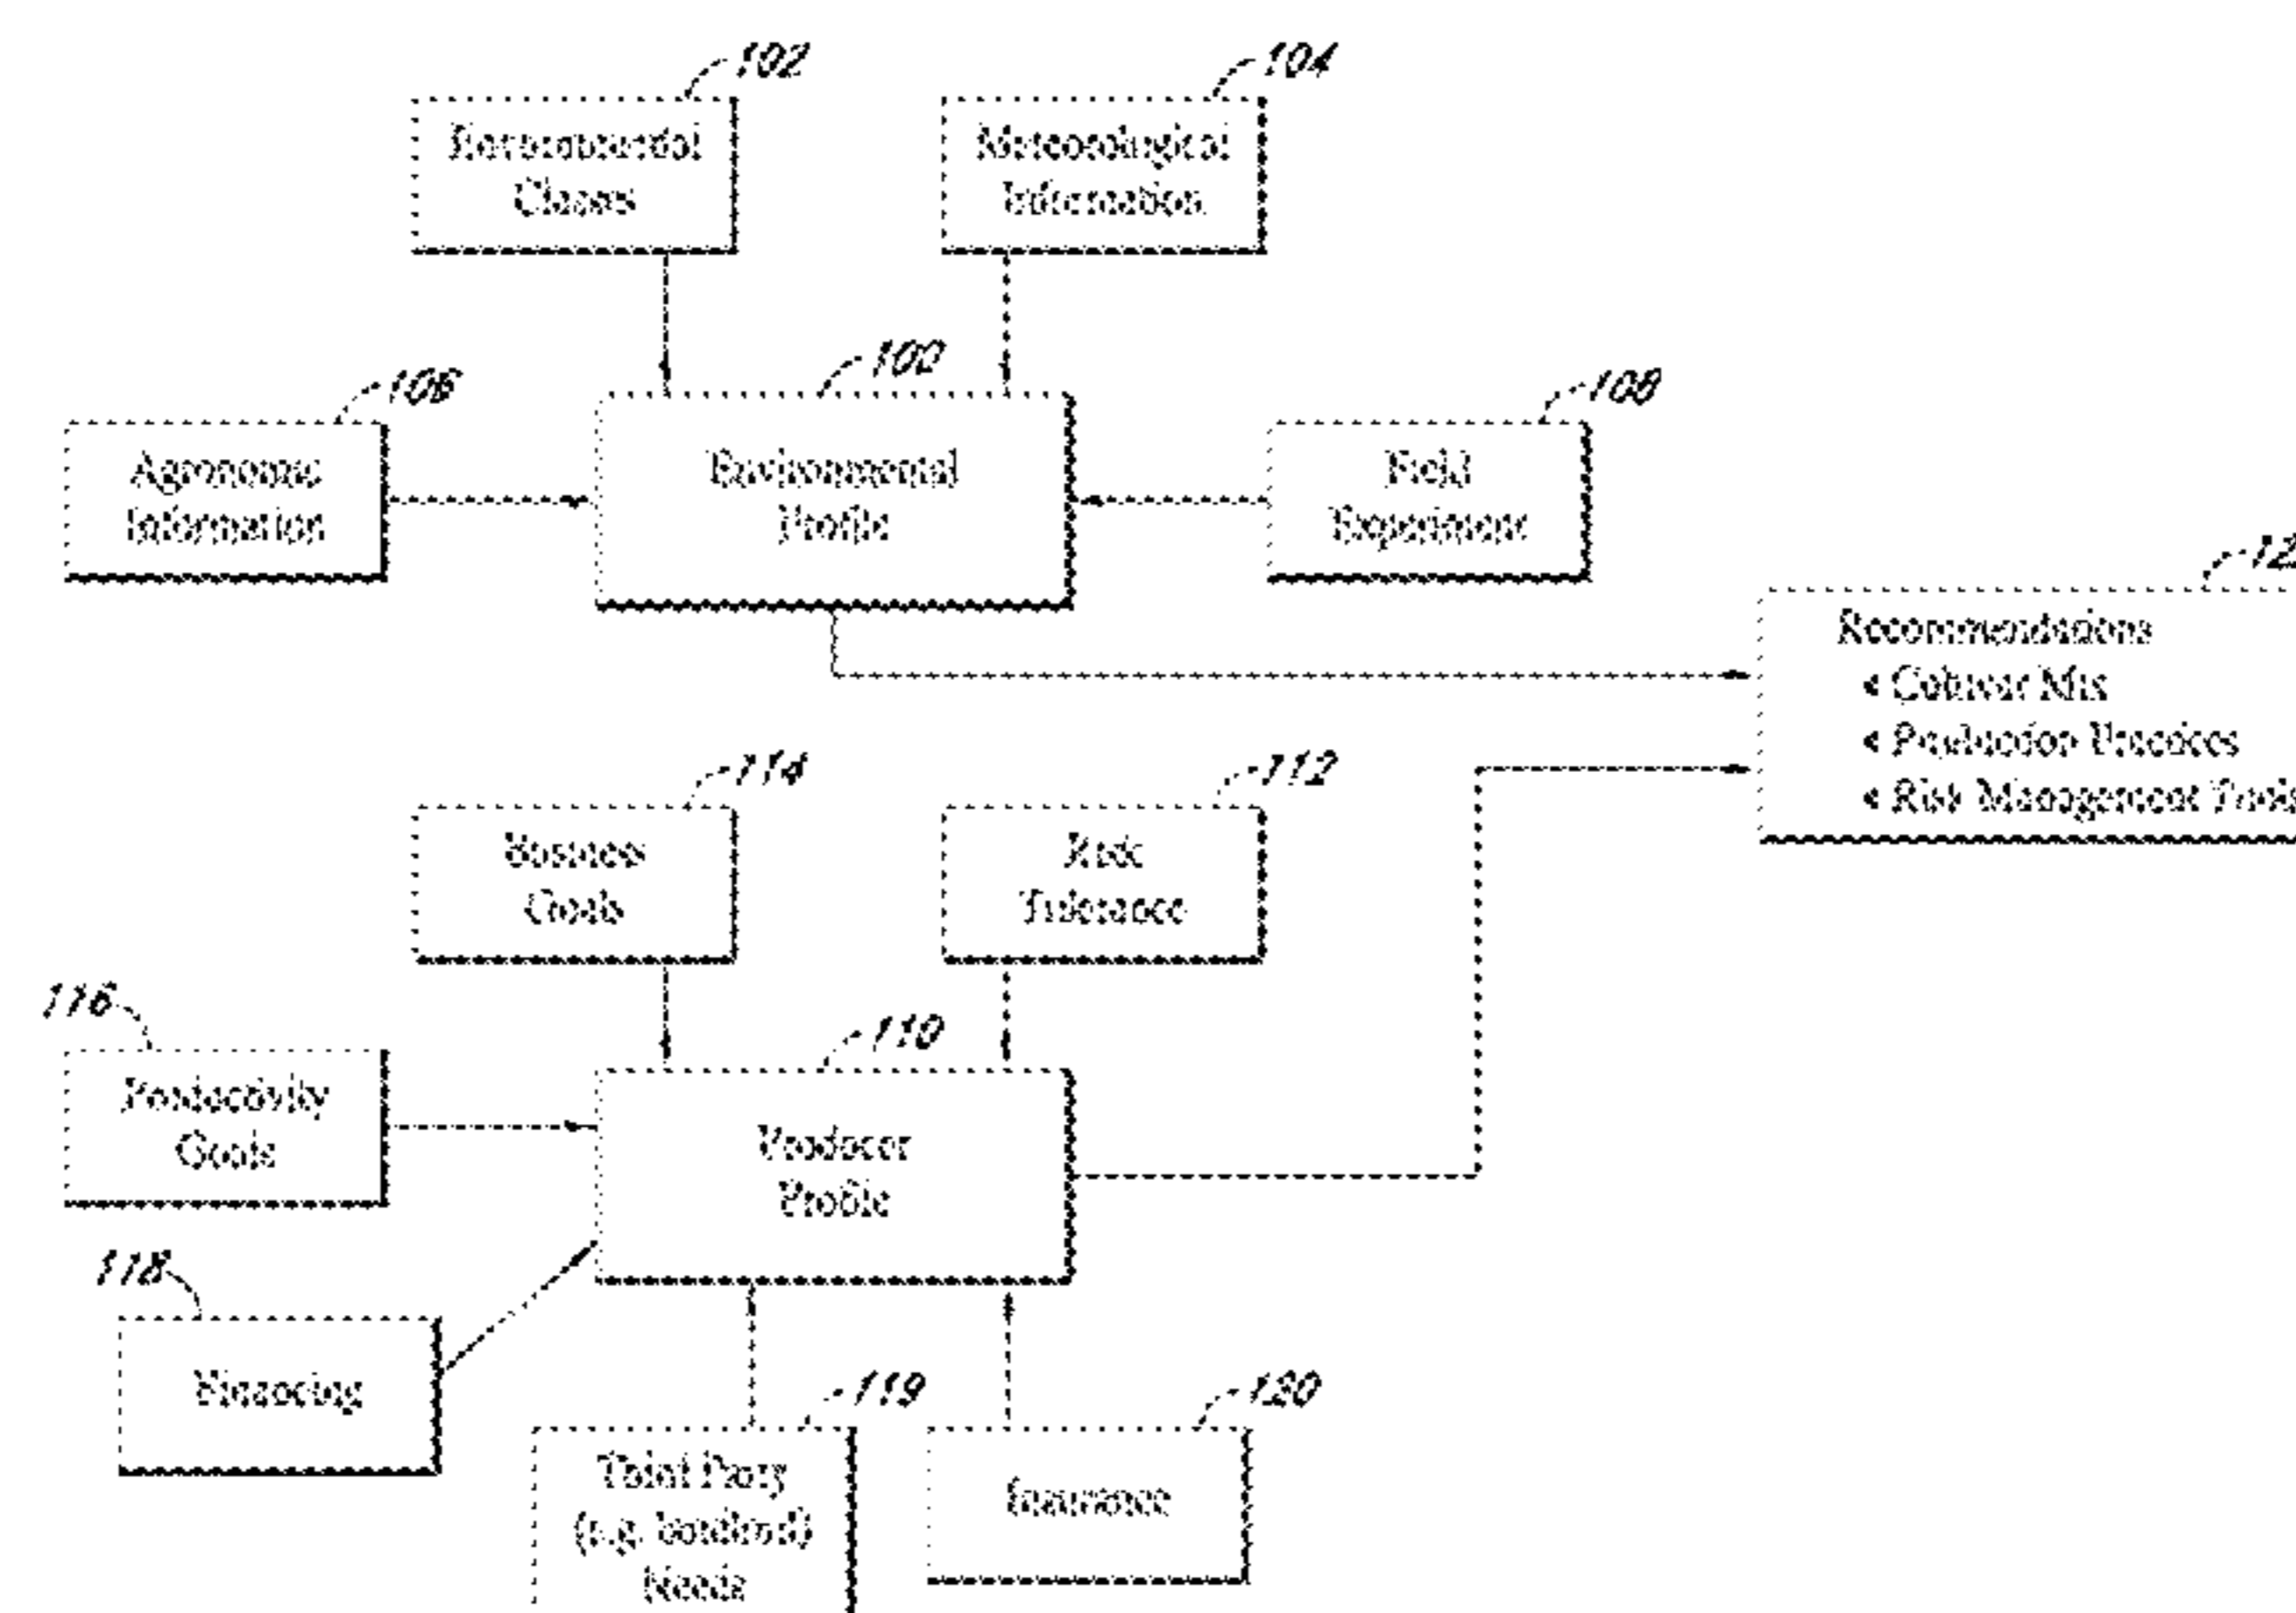 102
104
Environmental
Classes
Meteorological
Information
100
106
108
Agronomic
Information
Environmental
Profile
Field
Experiment
12
Recommendations
Cultivar Mix
Production Practices
Risk Management Tools
114
112
Business
Goals
Risk
Tolerance
116
110
Productivity
Goals
Producer
Profile
118
Financing
119
120
Third Party
(e.g. landlord)
Needs
Insurance